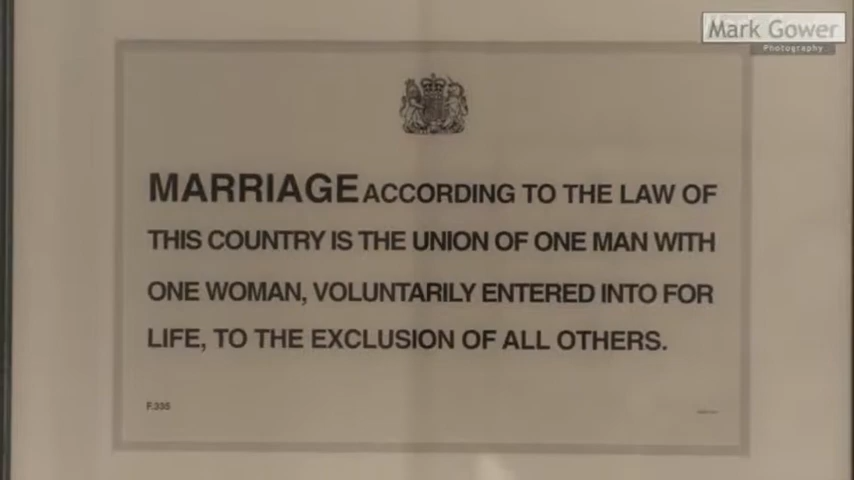 Mark Gower
Photography
MARRIAGE ACCORDING TO THE LAW OF
THIS COUNTRY IS THE UNION OF ONE MAN WITH
ONE WOMAN, VOLUNTARILY ENTERED INTO FOR
LIFE, TO THE EXCLUSION OF ALL OTHERS.